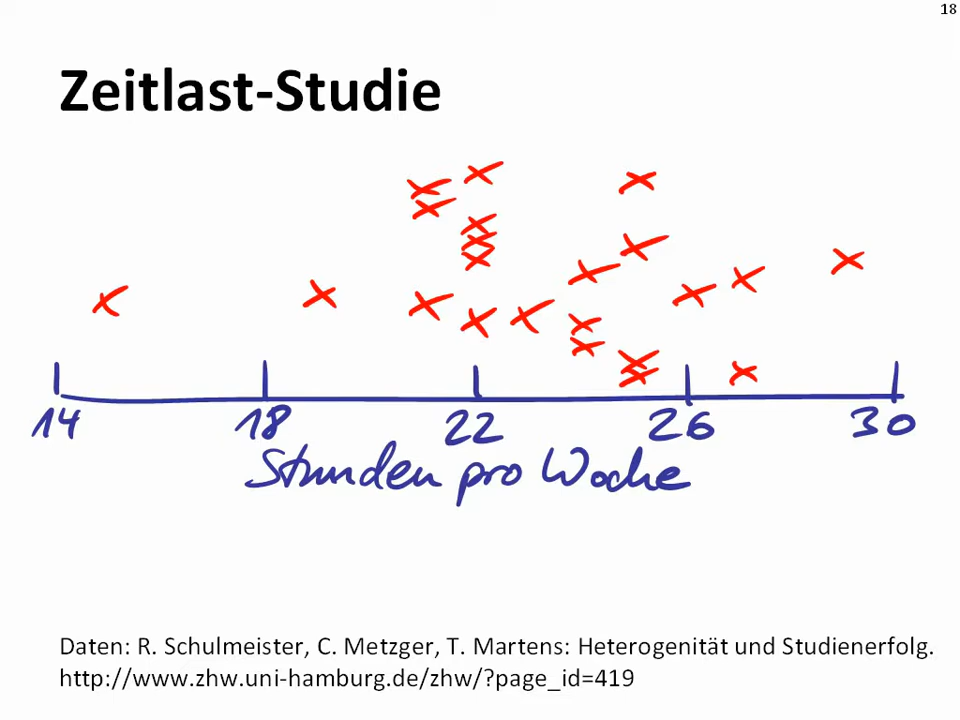 18
Zeitlast-Studie
14 18 22 26 30
Stunden pro Woche
Daten: R. Schulmeister, C. Metzger, T. Martens: Heterogenität und Studienerfolg.
http://www.zhw.uni-hamburg.de/zhw/?page_id=419